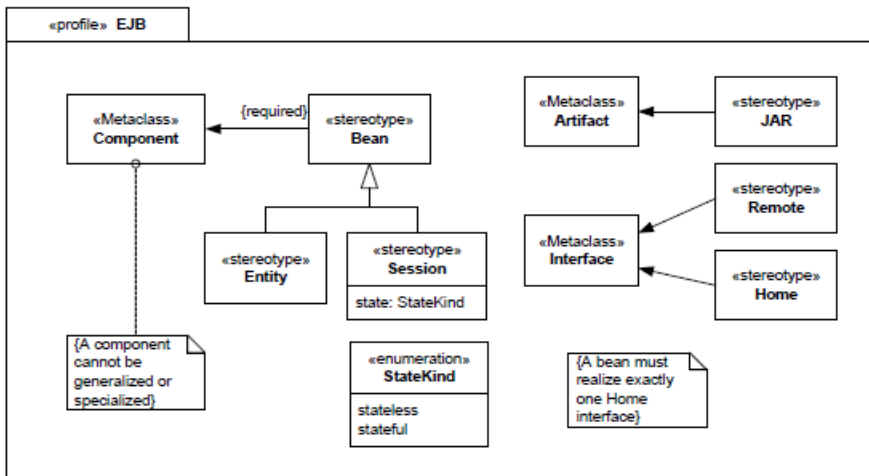 «profile» EJB
«Metaclass»
Component
{required}
«stereotype»
Bean
«Metaclass»
Artifact
«stereotype»
JAR
«stereotype»
Entity
«stereotype»
Session
state: StateKind
«Metaclass»
Interface
«stereotype»
Remote
«stereotype»
Home
{A component
cannot be
generalized or
specialized}
«enumeration»
StateKind
stateless
stateful
{A bean must
realize exactly
one Home
interface}